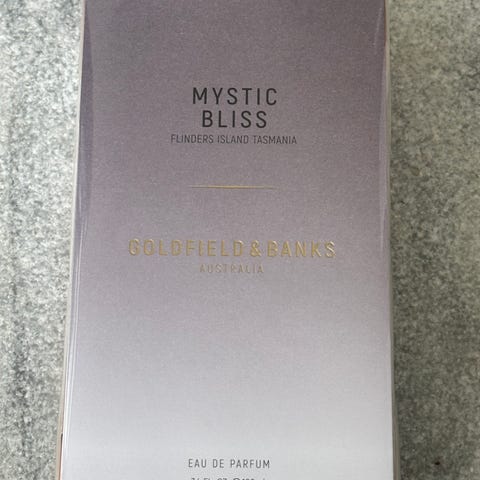 MYSTIC
BLISS
FLINDERS ISLAND TASMANIA
GOLDFIELD & BANKS
AUSTRALIA
EAU DE PARFUM